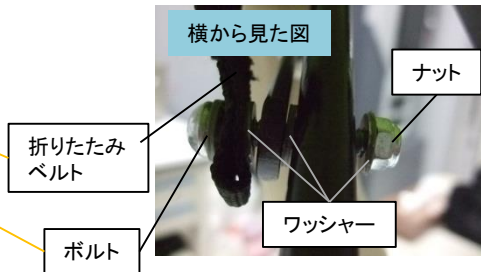 横から見た図
ナット
折りたたみ
ベルト
ワッシャー
ボルト